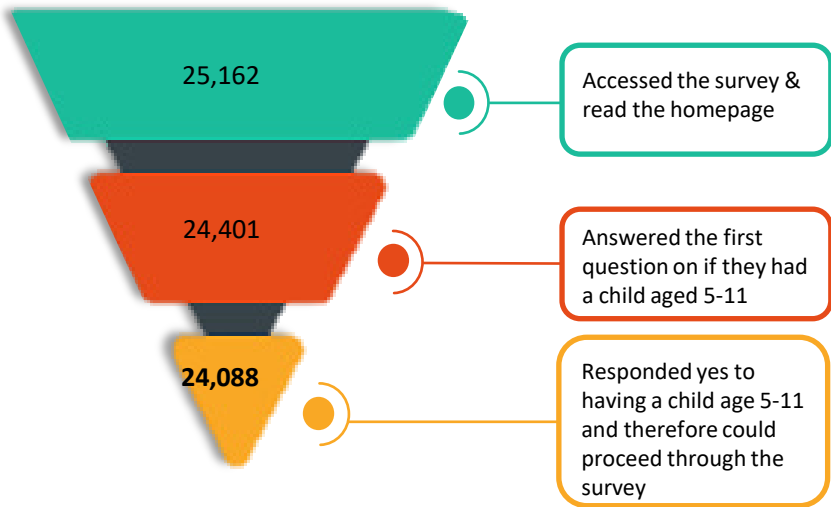 25,162
Accessed the survey &
read the homepage
24,401
Answered the first
question on if they had
a child aged 5-11
24,088
Responded yes to
having a child age 5-11
and therefore could
proceed through the
survey